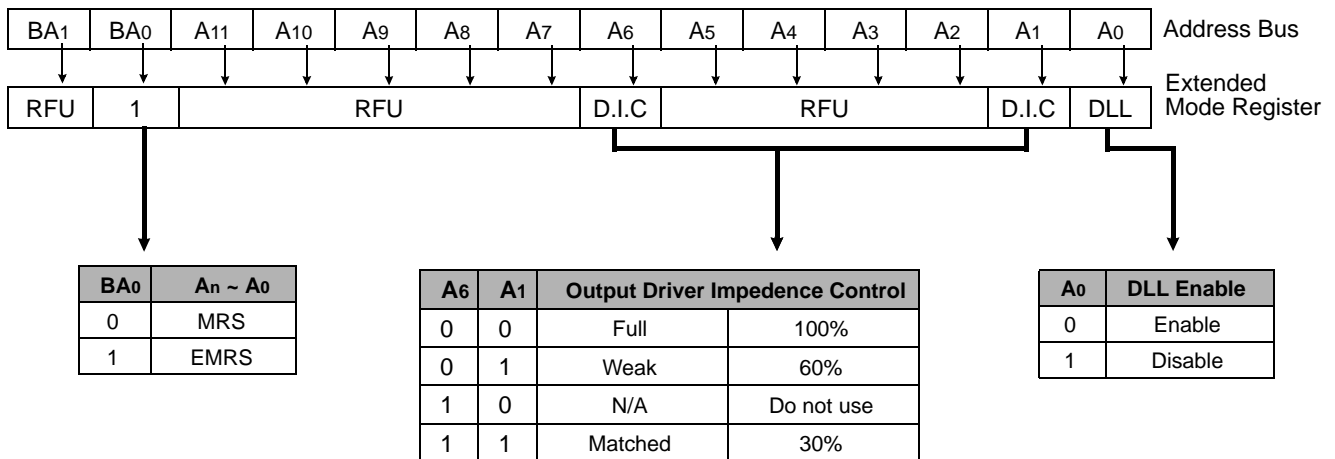 BA1 BA0 A11 A10 A9 A8 A7 A6 A5 A4 A3 A2 A1 A0 Address Bus
RFU 1 RFU D.I.C RFU D.I.C DLL Extended
Mode Register
BA0 An ~ A0
0 MRS
1 EMRS
A6 A1 Output Driver Impedence Control
0 0 Full 100%
0 1 Weak 60%
1 0 N/A Do not use
1 1 Matched 30%
A0 DLL Enable
0 Enable
1 Disable